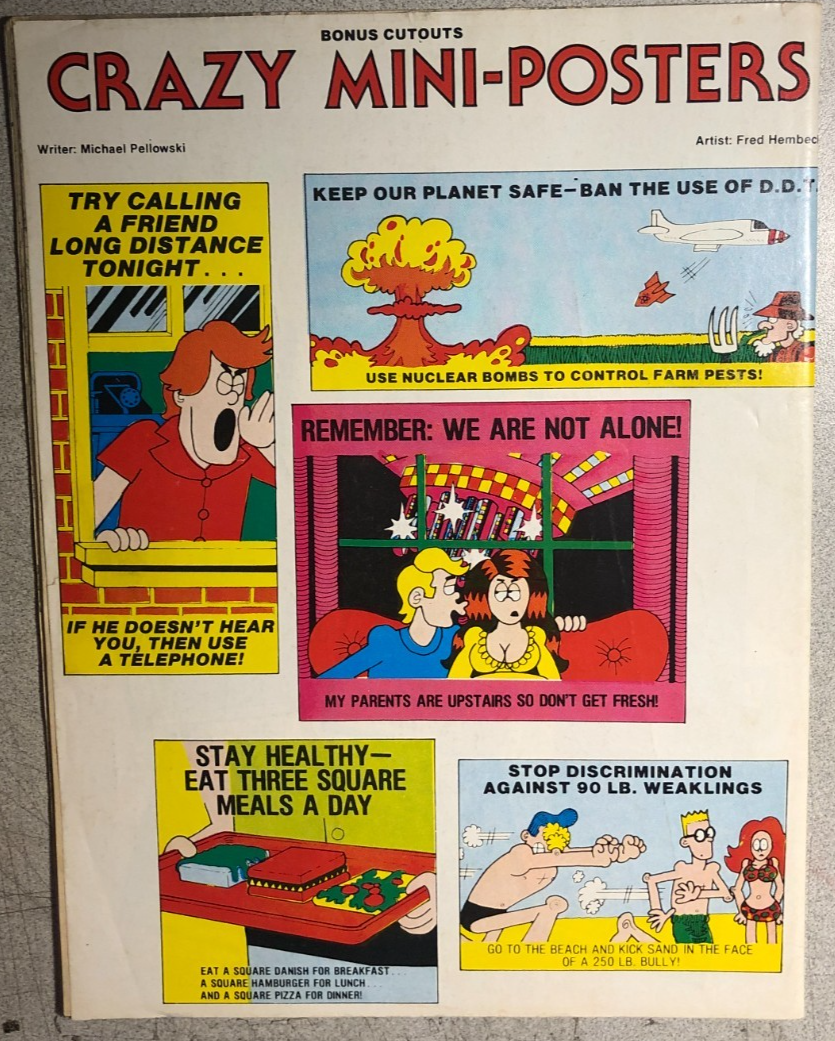 BONUS CUTOUTS
CRAZY MINI-POSTERS
Writer: Michael Pellowski
Artist: Fred Hembec
TRY CALLING
A FRIEND
LONG DISTANCE
TONIGHT...
IF HE DOESN'T HEAR
YOU, THEN USE
A TELEPHONE!
KEEP OUR PLANET SAFE—BAN THE USE OF D.D.T.
USE NUCLEAR BOMBS TO CONTROL FARM PESTS!
REMEMBER: WE ARE NOT ALONE!
MY PARENTS ARE UPSTAIRS SO DON'T GET FRESH!
STAY HEALTHY—
EAT THREE SQUARE
MEALS A DAY
EAT A SQUARE DANISH FOR BREAKFAST...
A SQUARE HAMBURGER FOR LUNCH...
AND A SQUARE PIZZA FOR DINNER!
STOP DISCRIMINATION
AGAINST 90 LB. WEAKLINGS
GO TO THE BEACH AND KICK SAND IN THE FACE
OF A 250 LB. BULLY!